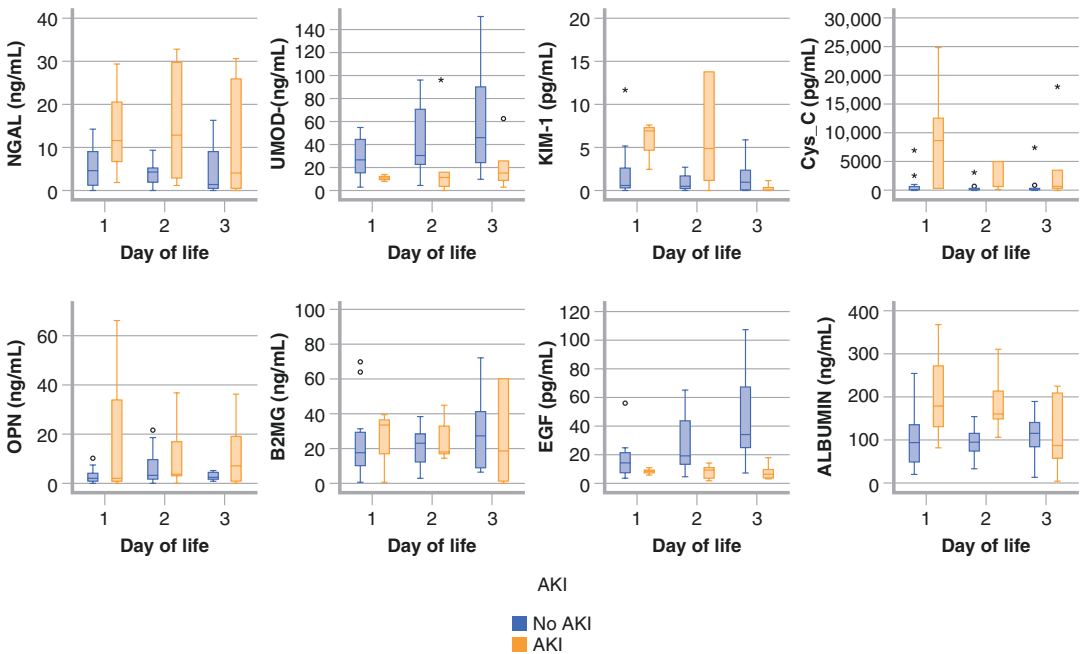 NGAL (ng/mL)
40
30
20
10
0
1 2 3
Day of life
UMOD-(ng/mL)
140
120
100
80
60
40
20
0
1 2 3
Day of life
KIM-1 (pg/mL)
20
15
10
5
0
1 2 3
Day of life
Cys_C (pg/mL)
30,000
25,000
20,000
15,000
10,000
5000
0
1 2 3
Day of life
OPN (ng/mL)
60
40
20
0
1 2 3
Day of life
B2MG (ng/mL)
100
80
60
40
20
0
1 2 3
Day of life
EGF (pg/mL)
120
100
80
60
40
20
0
1 2 3
Day of life
ALBUMIN (ng/mL)
400
300
200
100
0
1 2 3
Day of life
AKI
No AKI
AKI